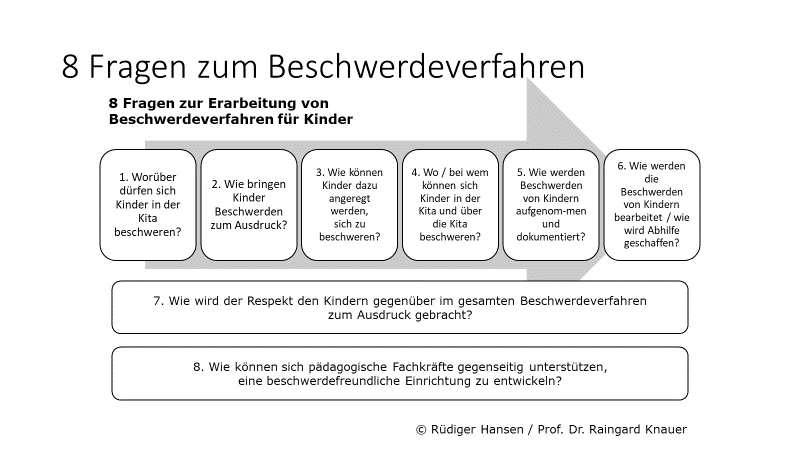 8 Fragen zum Beschwerdeverfahren
8 Fragen zur Erarbeitung von
Beschwerdeverfahren für Kinder
1. Worüber
dürfen sich
Kinder in der
Kita
beschweren?
2. Wie bringen
Kinder
Beschwerden
zum Ausdruck?
3. Wie können
Kinder dazu
angeregt
werden,
sich zu
beschweren?
4. Wo / bei wem
können sich
Kinder in der
Kita und über
die Kita
beschweren?
5. Wie werden
Beschwerden
von Kindern
aufgenom-men
und
dokumentiert?
6. Wie werden
die
Beschwerden
von Kindern
bearbeitet / wie
wird Abhilfe
geschaffen?
7. Wie wird der Respekt den Kindern gegenüber im gesamten Beschwerdeverfahren
zum Ausdruck gebracht?
8. Wie können sich pädagogische Fachkräfte gegenseitig unterstützen,
eine beschwerdefreundliche Einrichtung zu entwickeln?
© Rüdiger Hansen / Prof. Dr. Raingard Knauer